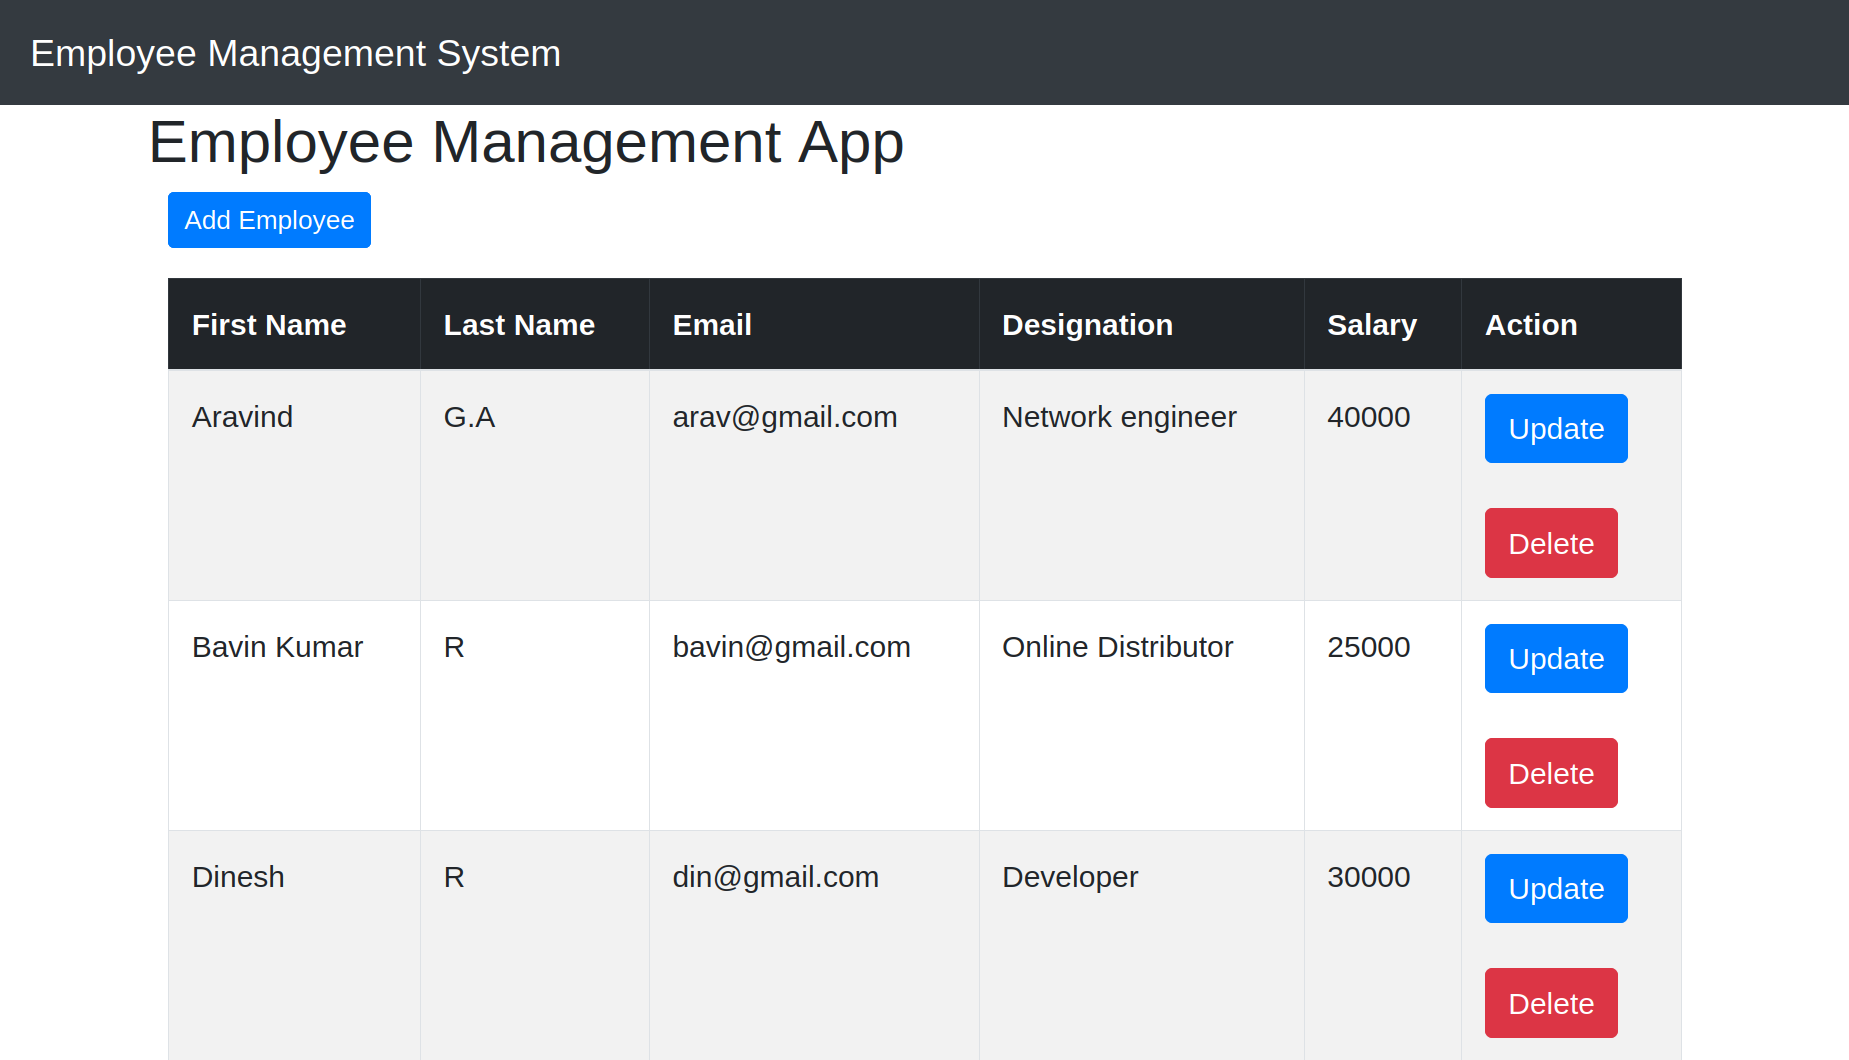 Employee Management System
Employee Management App
Add Employee
First Name Last Name Email Designation Salary Action
Aravind G.A arav@gmail.com Network engineer 40000 Update
Delete
Bavin Kumar R bavin@gmail.com Online Distributor 25000 Update
Delete
Dinesh R din@gmail.com Developer 30000 Update
Delete